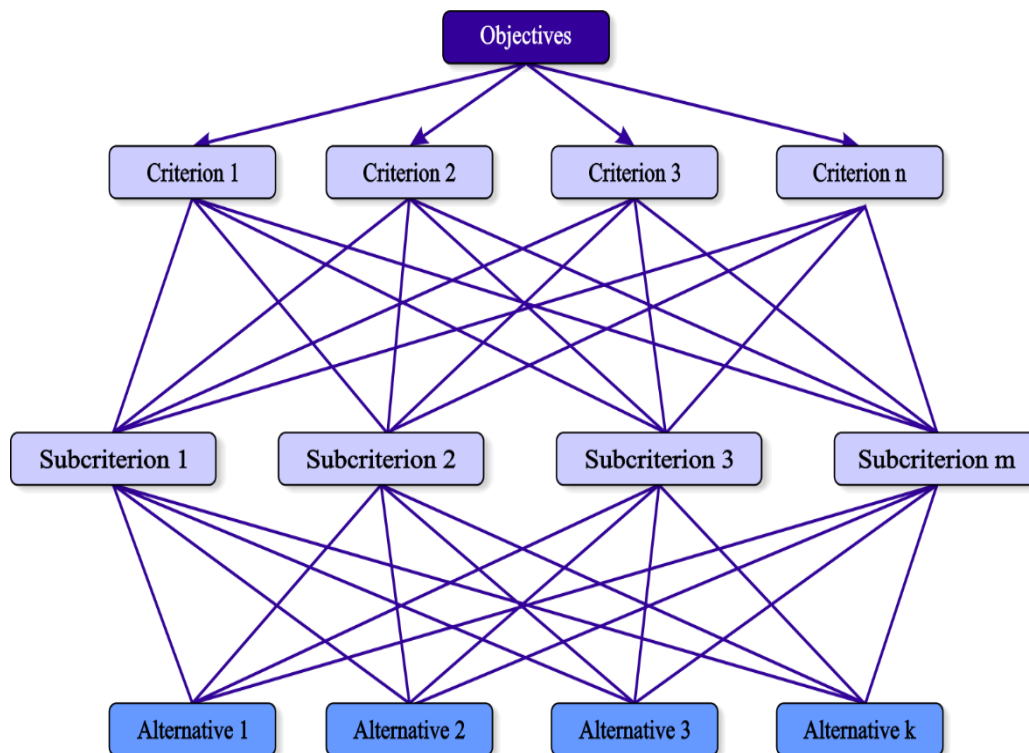 Objectives
Criterion 1
Criterion 2
Criterion 3
Criterion n
Subcriterion 1
Subcriterion 2
Subcriterion 3
Subcriterion m
Alternative 1
Alternative 2
Alternative 3
Alternative k